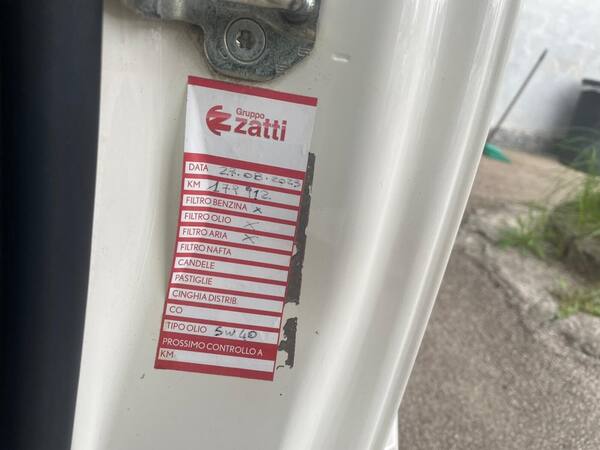 Gruppo
zatti
DATA 27.08.2023
KM 179912
FILTRO BENZINA X
FILTRO OLIO X
FILTRO ARIA X
FILTRO NAFTA
CANDELE
PASTIGLIE
CINGHIA DISTRIB.
CO
TIPO OLIO 5W40
PROSSIMO CONTROLLO A
KM